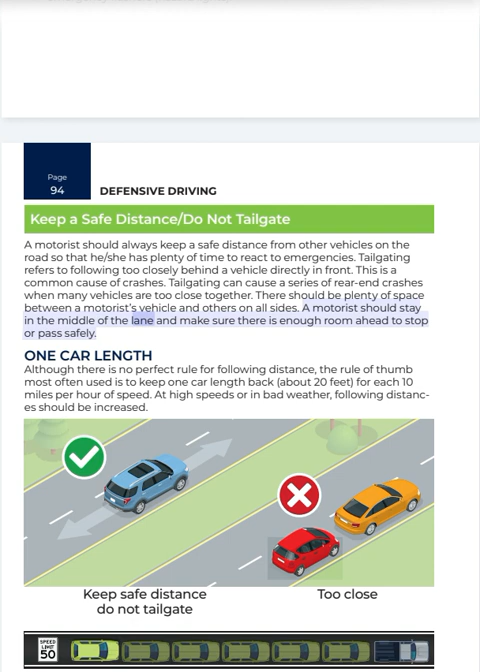 Page
94
DEFENSIVE DRIVING
Keep a Safe Distance/Do Not Tailgate
A motorist should always keep a safe distance from other vehicles on the
road so that he/she has plenty of time to react to emergencies. Tailgating
refers to following too closely behind a vehicle directly in front. This is a
common cause of crashes. Tailgating can cause a series of rear-end crashes
when many vehicles are too close together. There should be plenty of space
between a motorist's vehicle and others on all sides. A motorist should stay
in the middle of the lane and make sure there is enough room ahead to stop
or pass safely.
ONE CAR LENGTH
Although there is no perfect rule for following distance, the rule of thumb
most often used is to keep one car length back (about 20 feet) for each 10
miles per hour of speed. At high speeds or in bad weather, following distanc-
es should be increased.
Keep safe distance
do not tailgate
Too close
SPEED
LIMIT
50